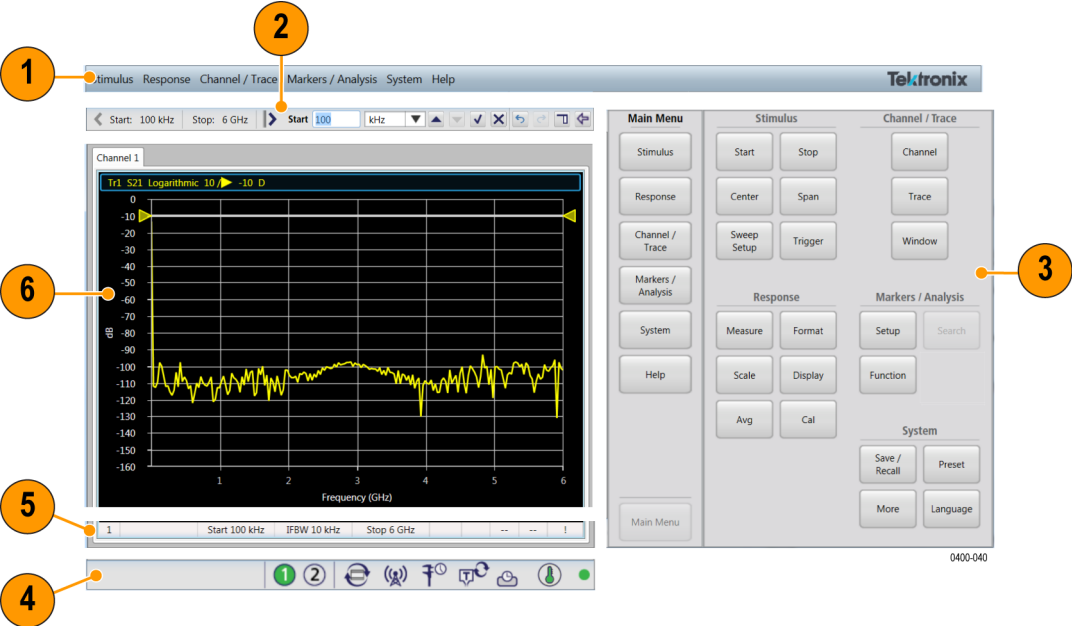 2
1
timulus Response Channel / Trace Markers / Analysis System Help
Tektronix
Start: 100 kHz Stop: 6 GHz Start 100 kHz
Channel 1
Tr1 S21 Logarithmic 10 / -10 D
0
-10
-20
-30
-40
-50
-60
-70
-80
-90
-100
-110
-120
-130
-140
-150
-160
dB
1 2 3 4 5 6
Frequency (GHz)
6
5
1 Start 100 kHz IFBW 10 kHz Stop 6 GHz -- -- !
4
1 2
T
Main Menu
Stimulus
Response
Channel /
Trace
Markers /
Analysis
System
Help
Main Menu
Stimulus
Start Stop
Center Span
Sweep
Setup
Trigger
Response
Measure Format
Scale Display
Avg Cal
Channel / Trace
Channel
Trace
Window
3
Markers / Analysis
Setup Search
Function
System
Save /
Recall
Preset
More Language
0400-040